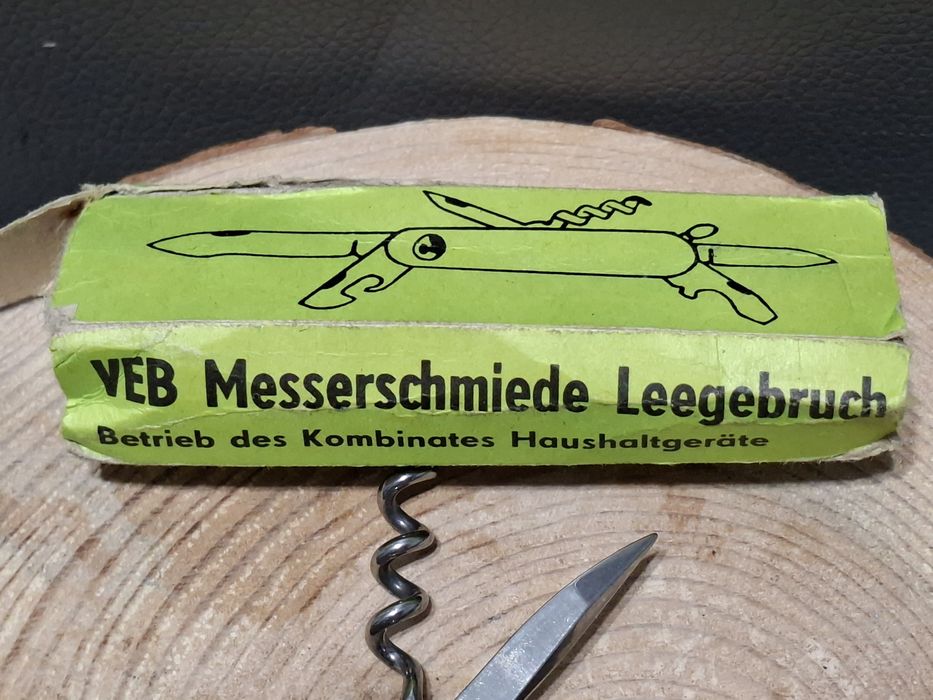 VEB Messerschmiede Leegebruch
Betrieb des Kombinates Haushaltgeräte